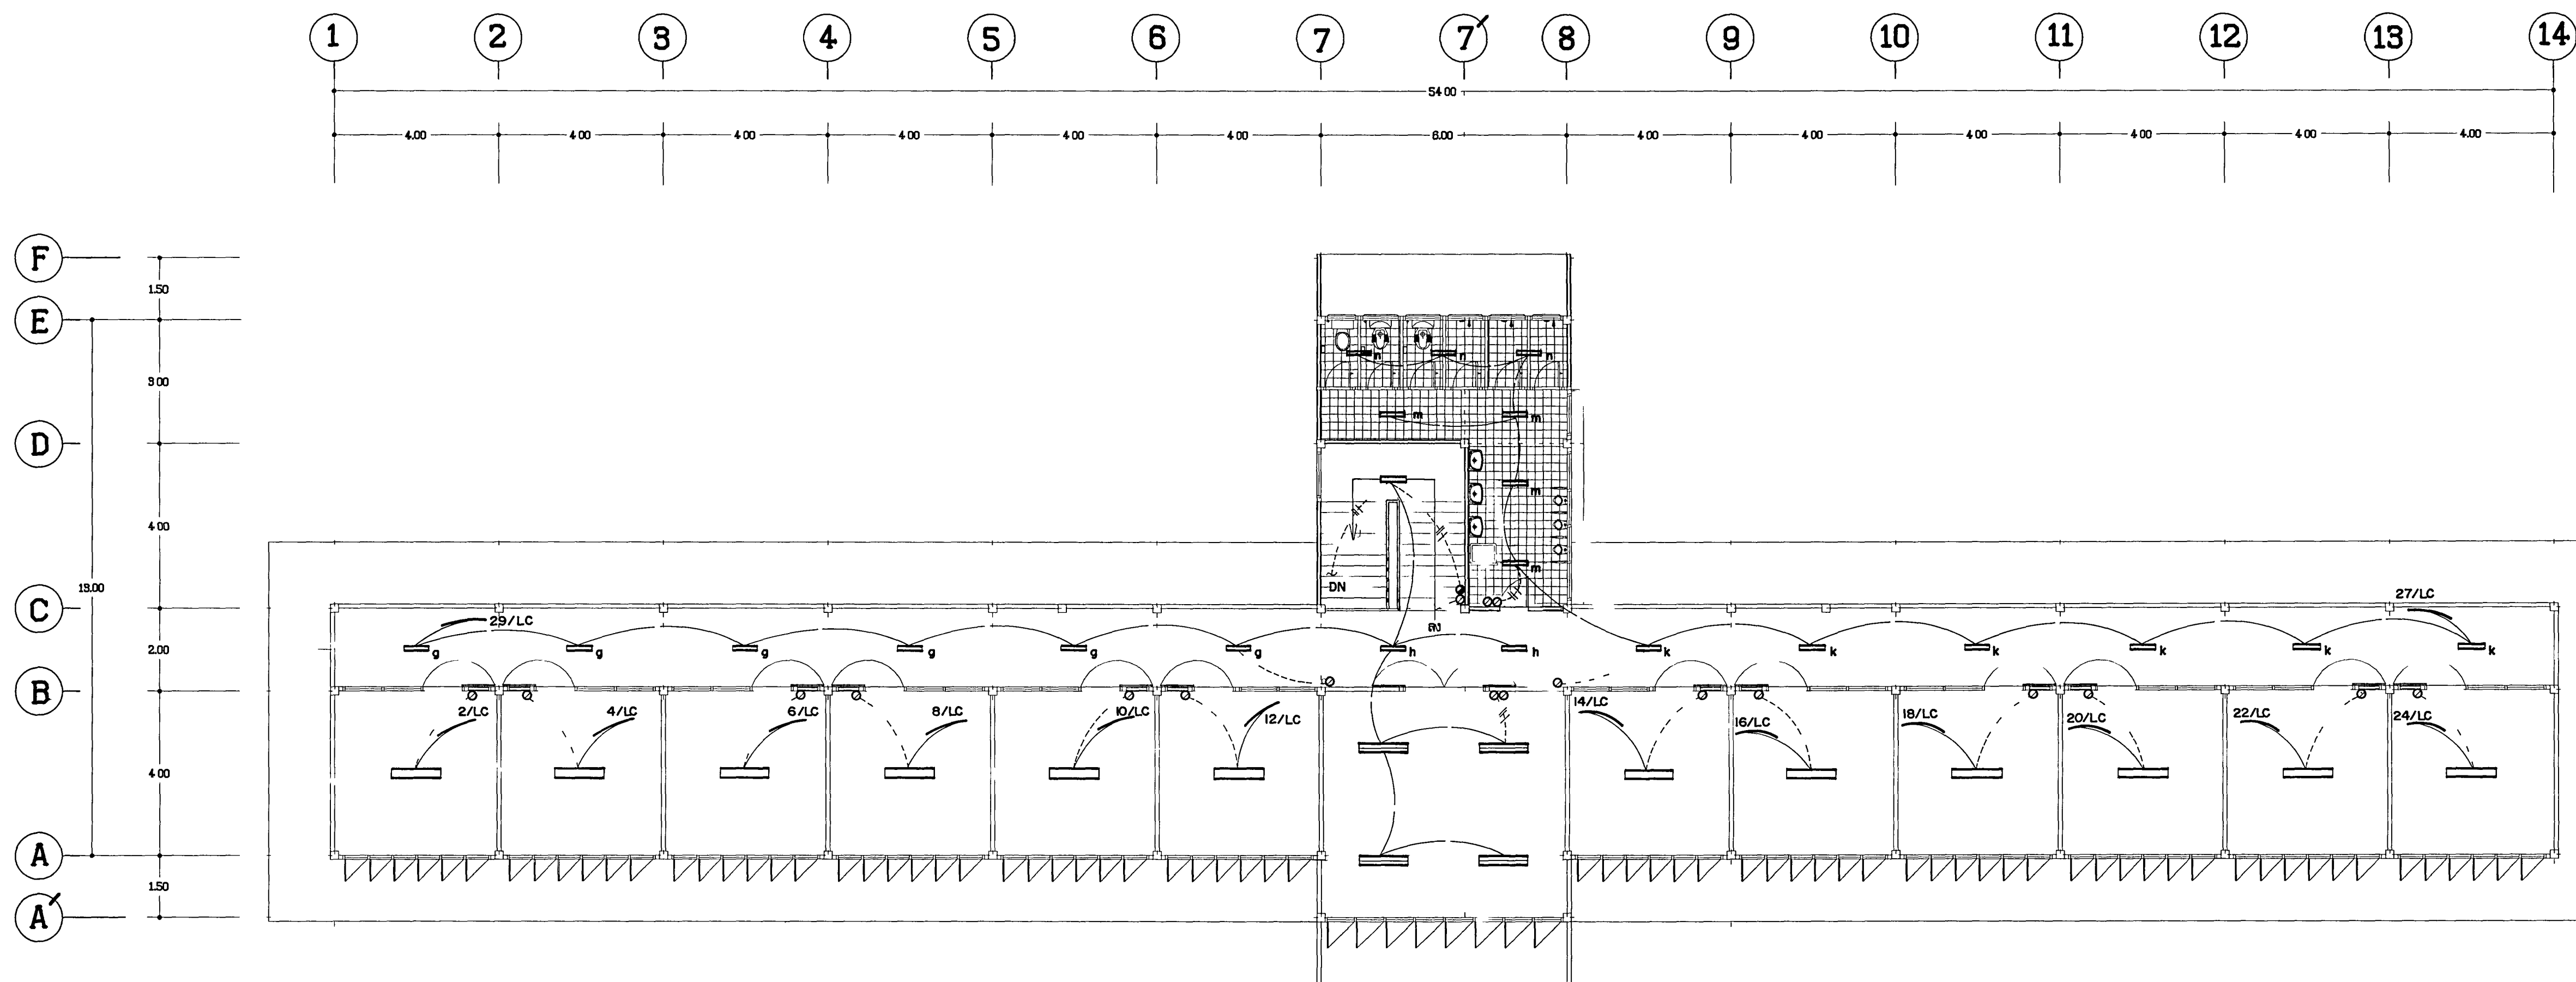 1 2 3 4 5 6 7 7′ 8 9 10 11 12 13 14
54 00
4.00 4 00 4 00 4 00 4 00 4 00 6.00 4 00 4 00 4 00 4 00 4 00 4.00
F
1.50
E
3 00
n n n
m m
D
m
4 00
m
13.00
DN
C
27/LC
29/LC
2.00
g g g g g g h h k k k k k k
B
2/LC 4/LC 6/LC 8/LC 10/LC 12/LC 14/LC 16/LC 18/LC 20/LC 22/LC 24/LC
4 00
A
1.50
A′